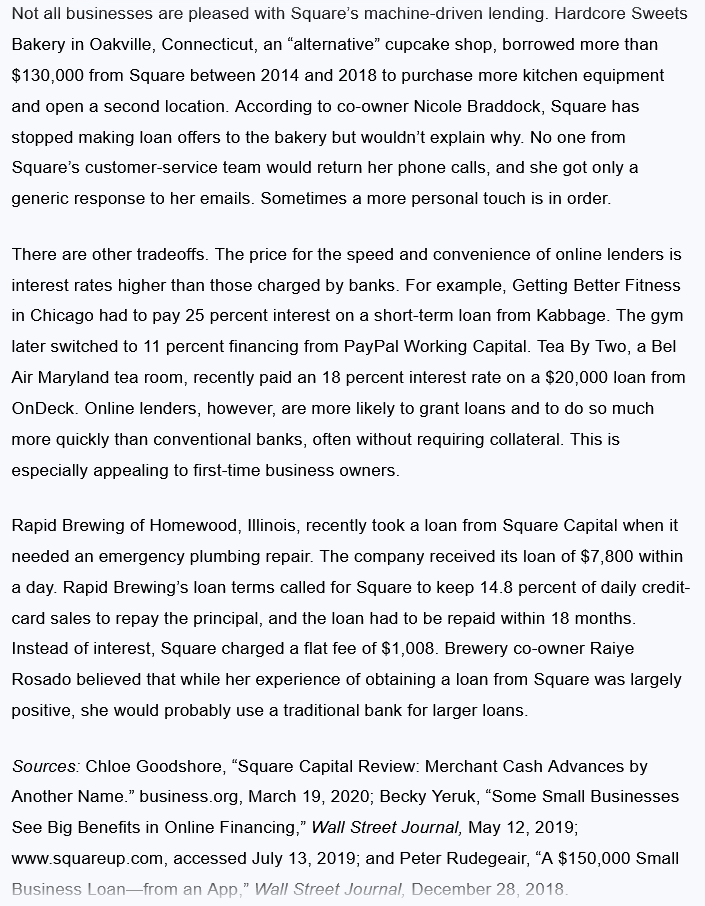 Not all businesses are pleased with Square’s machine-driven lending. Hardcore Sweets
Bakery in Oakville, Connecticut, an “alternative” cupcake shop, borrowed more than
$130,000 from Square between 2014 and 2018 to purchase more kitchen equipment
and open a second location. According to co-owner Nicole Braddock, Square has
stopped making loan offers to the bakery but wouldn’t explain why. No one from
Square’s customer-service team would return her phone calls, and she got only a
generic response to her emails. Sometimes a more personal touch is in order.
There are other tradeoffs. The price for the speed and convenience of online lenders is
interest rates higher than those charged by banks. For example, Getting Better Fitness
in Chicago had to pay 25 percent interest on a short-term loan from Kabbage. The gym
later switched to 11 percent financing from PayPal Working Capital. Tea By Two, a Bel
Air Maryland tea room, recently paid an 18 percent interest rate on a $20,000 loan from
OnDeck. Online lenders, however, are more likely to grant loans and to do so much
more quickly than conventional banks, often without requiring collateral. This is
especially appealing to first-time business owners.
Rapid Brewing of Homewood, Illinois, recently took a loan from Square Capital when it
needed an emergency plumbing repair. The company received its loan of $7,800 within
a day. Rapid Brewing’s loan terms called for Square to keep 14.8 percent of daily credit-
card sales to repay the principal, and the loan had to be repaid within 18 months.
Instead of interest, Square charged a flat fee of $1,008. Brewery co-owner Raiye
Rosado believed that while her experience of obtaining a loan from Square was largely
positive, she would probably use a traditional bank for larger loans.
Sources: Chloe Goodshore, “Square Capital Review: Merchant Cash Advances by
Another Name.” business.org, March 19, 2020; Becky Yeruk, “Some Small Businesses
See Big Benefits in Online Financing,” Wall Street Journal, May 12, 2019;
www.squareup.com, accessed July 13, 2019; and Peter Rudegeair, “A $150,000 Small
Business Loan—from an App,” Wall Street Journal, December 28, 2018.